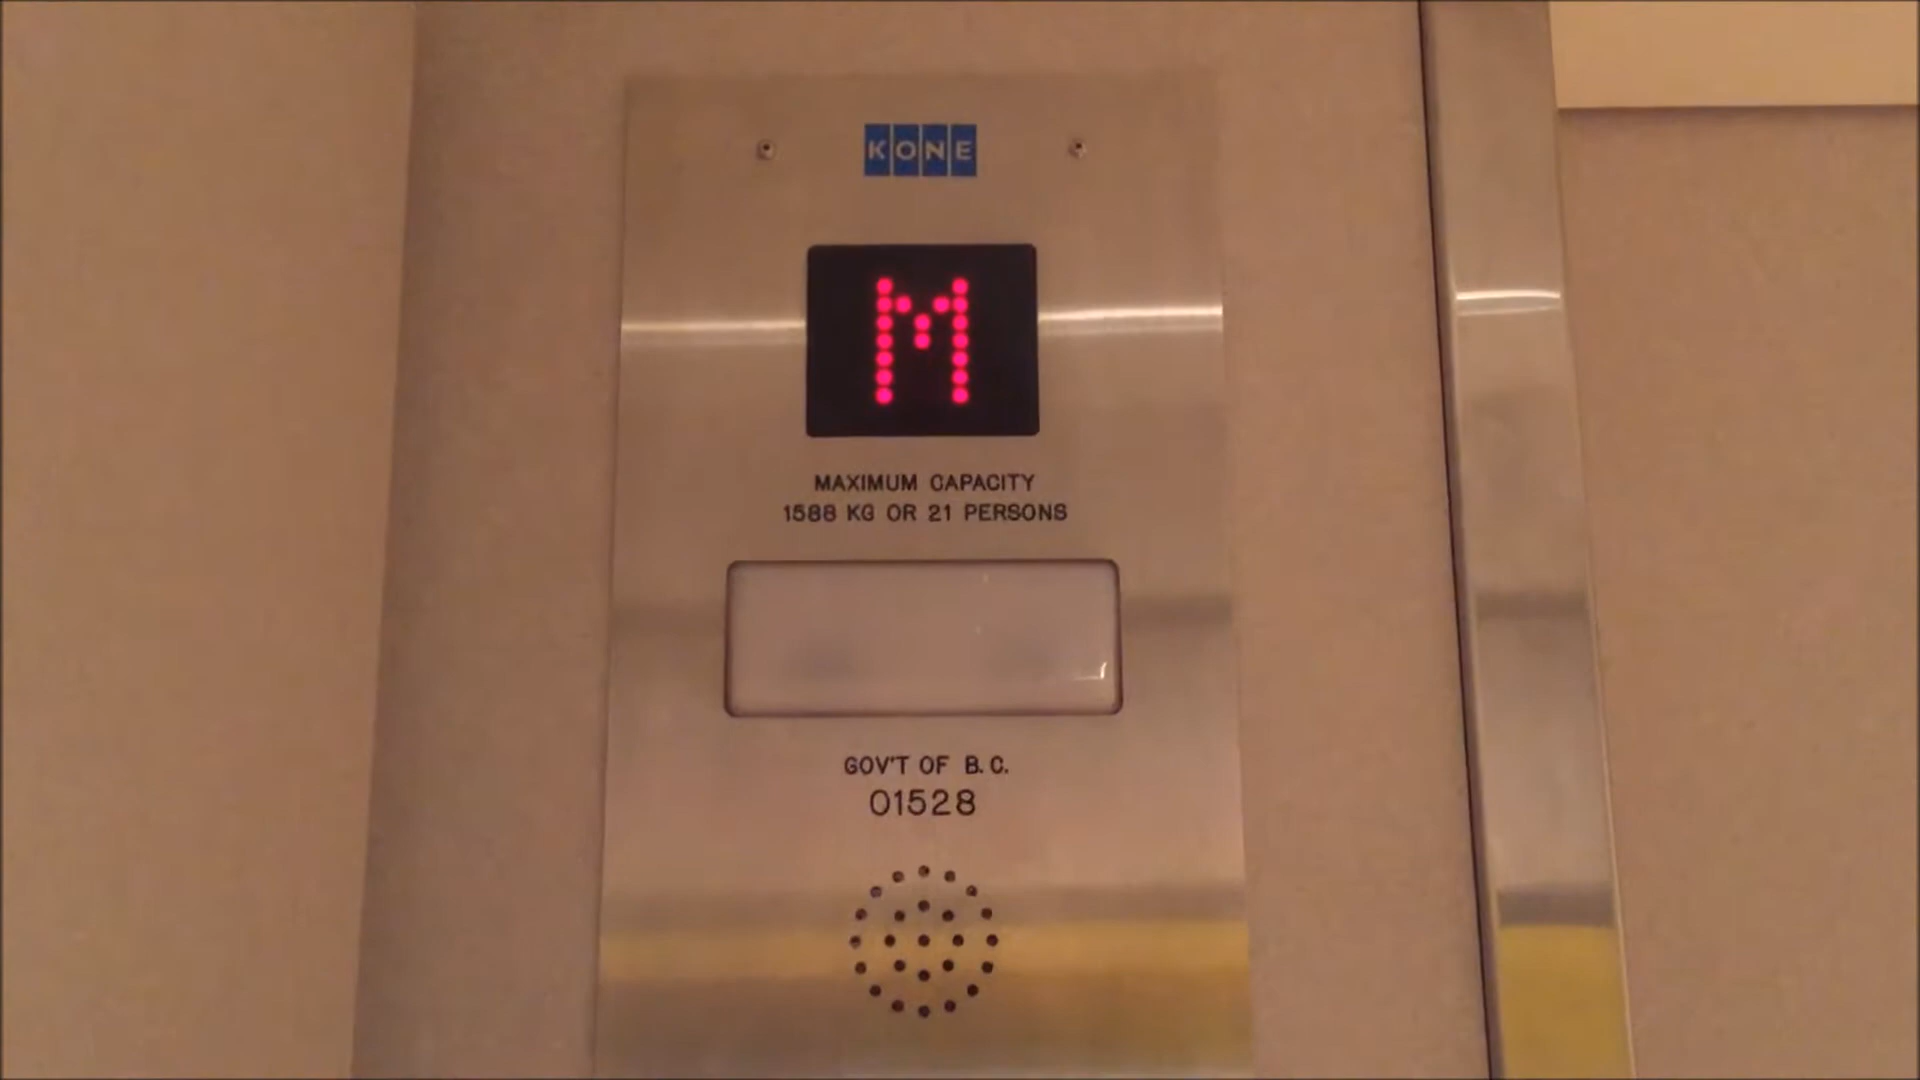 KONE
M
MAXIMUM CAPACITY
1588 KG OR 21 PERSONS
GOV'T OF B.C.
01528